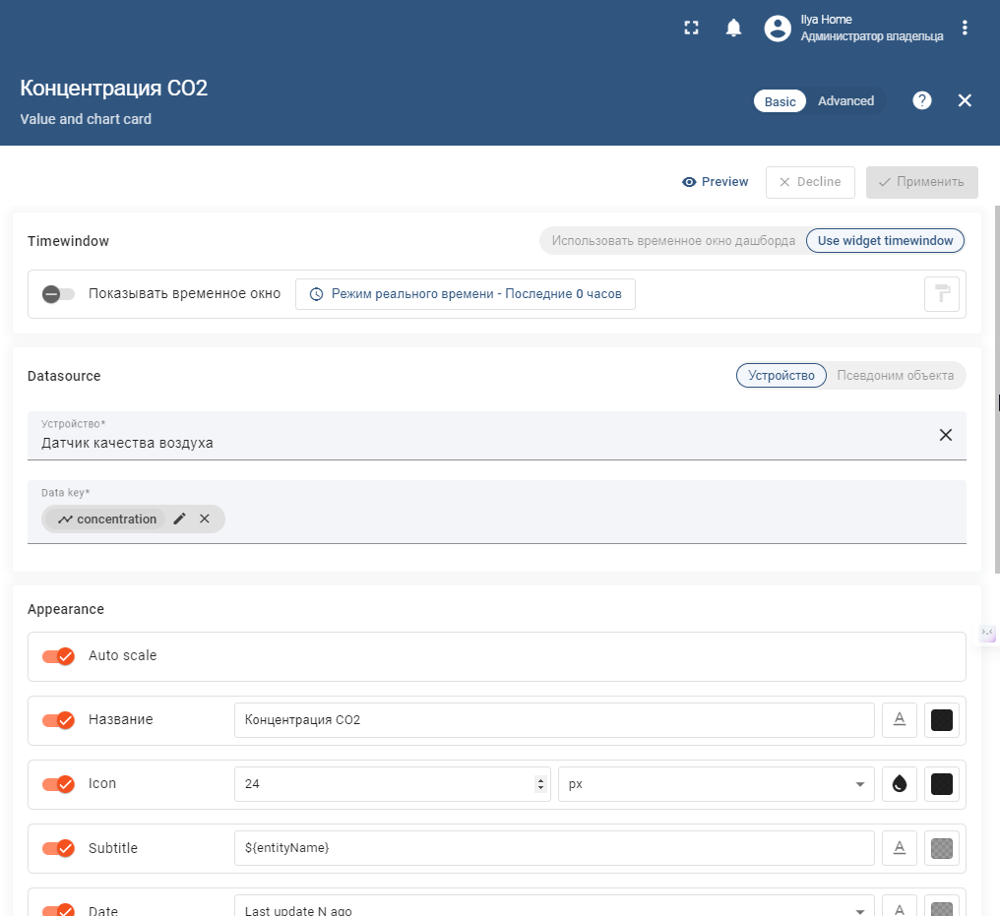 Ilya Home
Администратор владельца
Концентрация CO2
Value and chart card
Basic
Advanced
?
Preview
Decline
Применить
Timewindow
Использовать временное окно дашборда
Use widget timewindow
Показывать временное окно
Режим реального времени - Последние 0 часов
Datasource
Устройство
Псевдоним объекта
Устройство*
Датчик качества воздуха
Data key*
concentration
Appearance
Auto scale
Название
Концентрация CO2
A
Icon
24
px
Subtitle
${entityName}
A
Date
Last update N ago
A